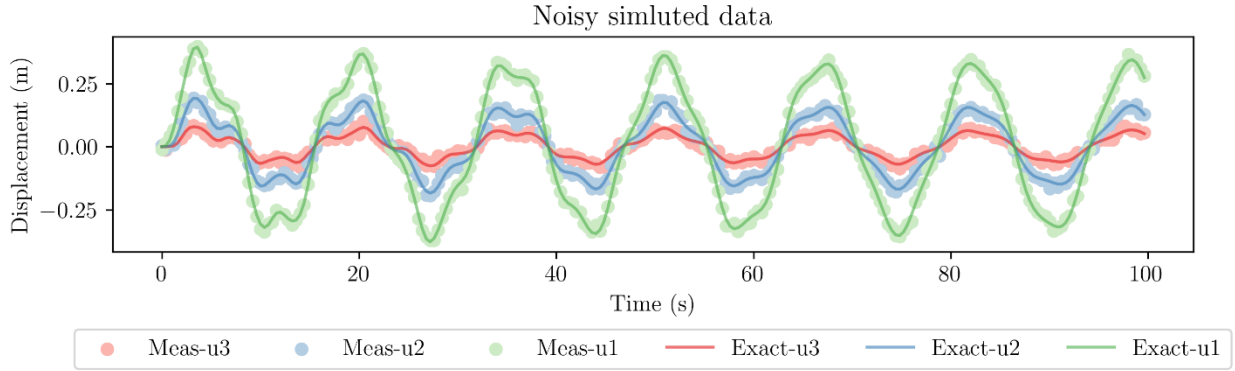 Noisy simluted data
Displacement (m)
0.25
0.00
−0.25
0 20 40 60 80 100
Time (s)
Meas-u3 Meas-u2 Meas-u1 Exact-u3 Exact-u2 Exact-u1